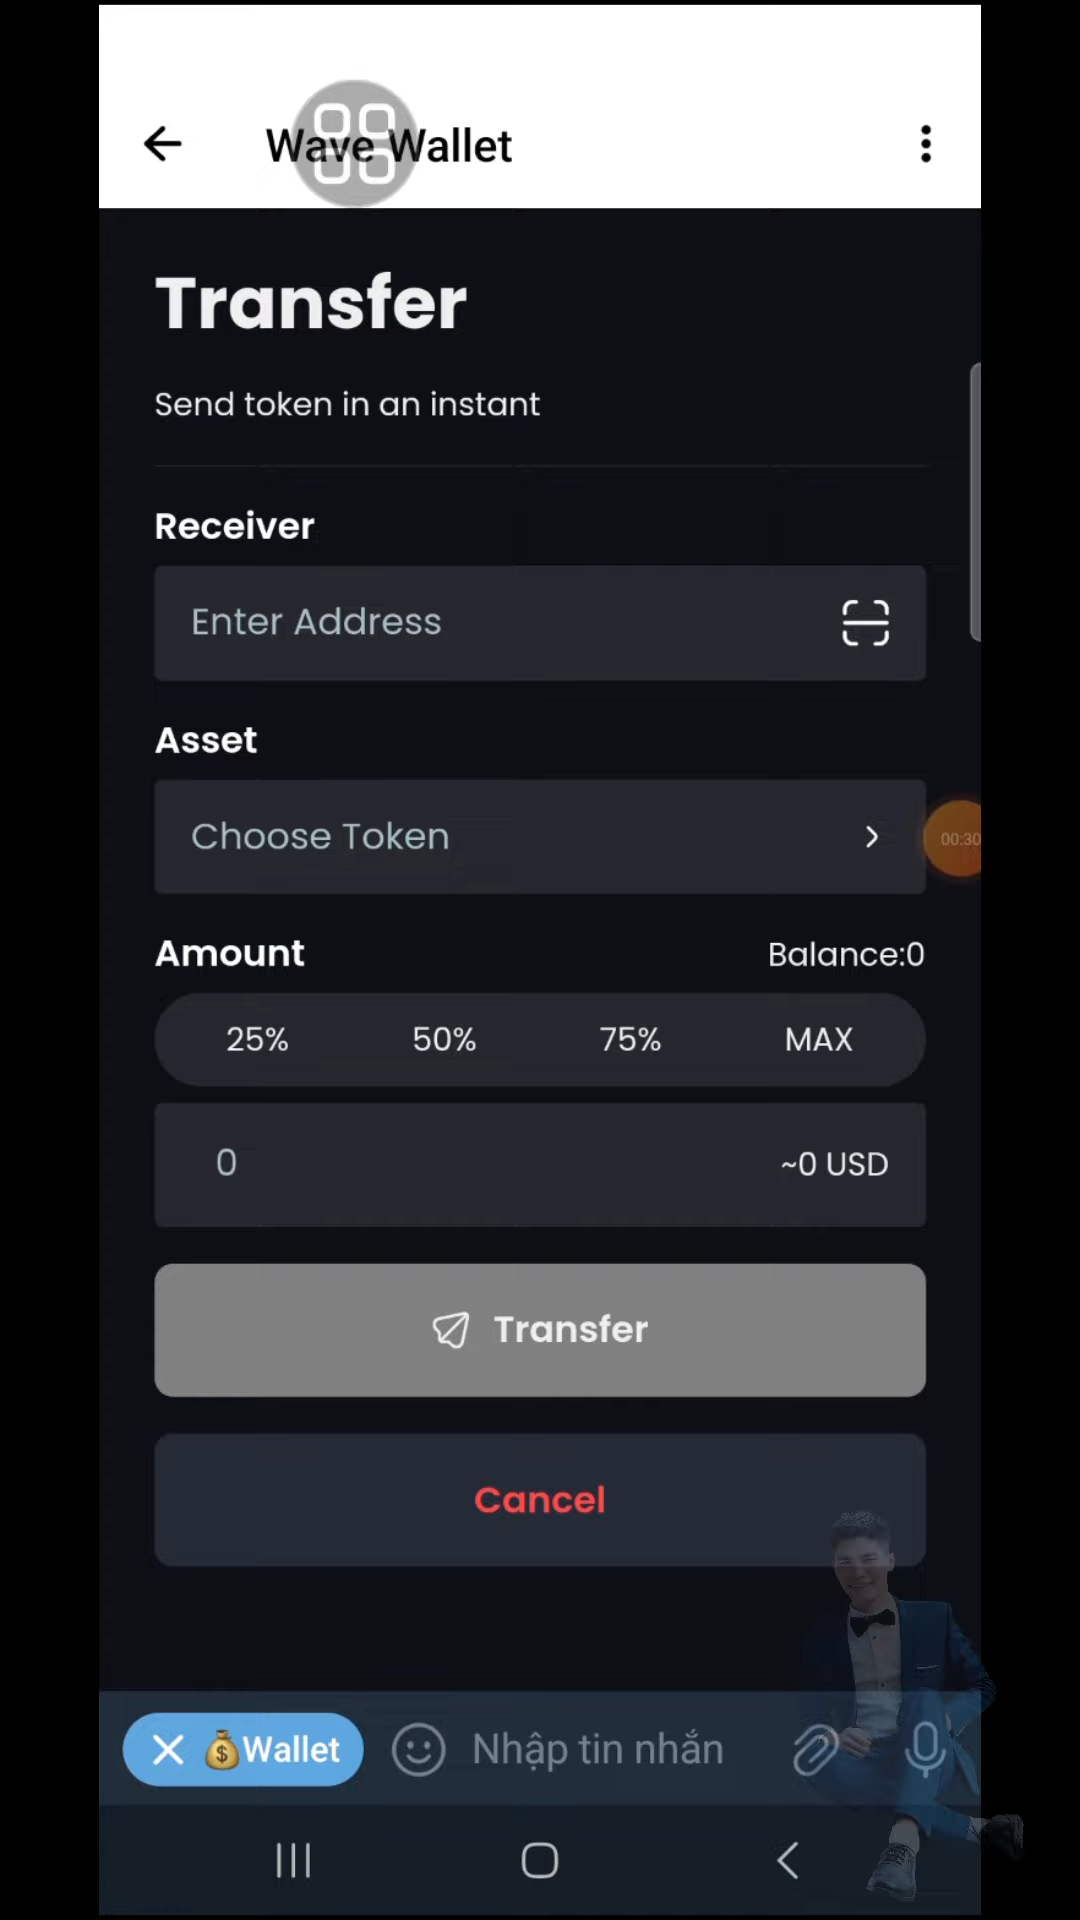 Wave Wallet
Transfer
Send token in an instant
Receiver
Enter Address
Asset
Choose Token
00:30
Amount
Balance:0
25%
50%
75%
MAX
0
~0 USD
Transfer
Cancel
Wallet
Nhập tin nhắn